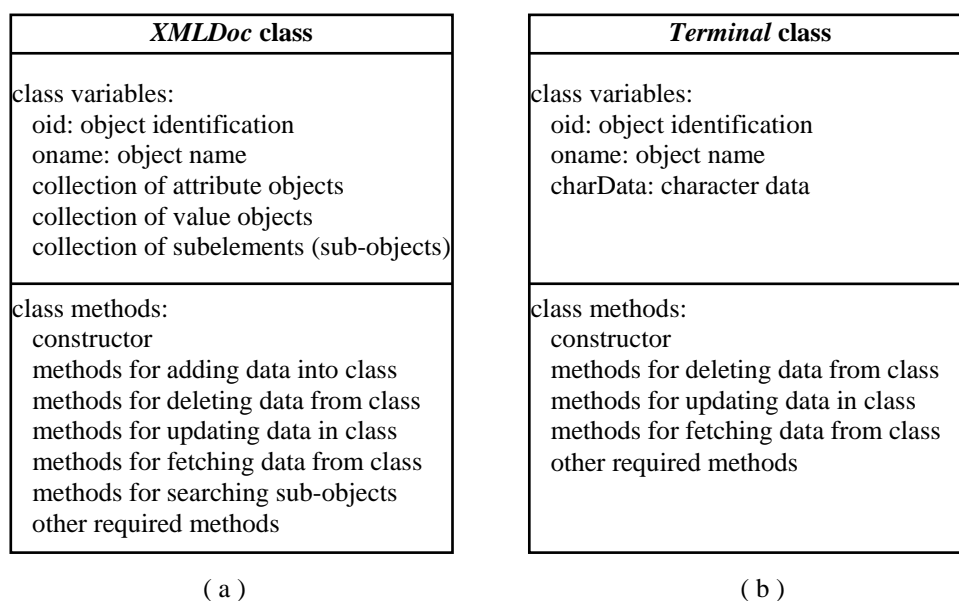 XMLDoc class
class variables:
oid: object identification
oname: object name
collection of attribute objects
collection of value objects
collection of subelements (sub-objects)
class methods:
constructor
methods for adding data into class
methods for deleting data from class
methods for updating data in class
methods for fetching data from class
methods for searching sub-objects
other required methods
( a )
Terminal class
class variables:
oid: object identification
oname: object name
charData: character data
class methods:
constructor
methods for deleting data from class
methods for updating data in class
methods for fetching data from class
other required methods
( b )